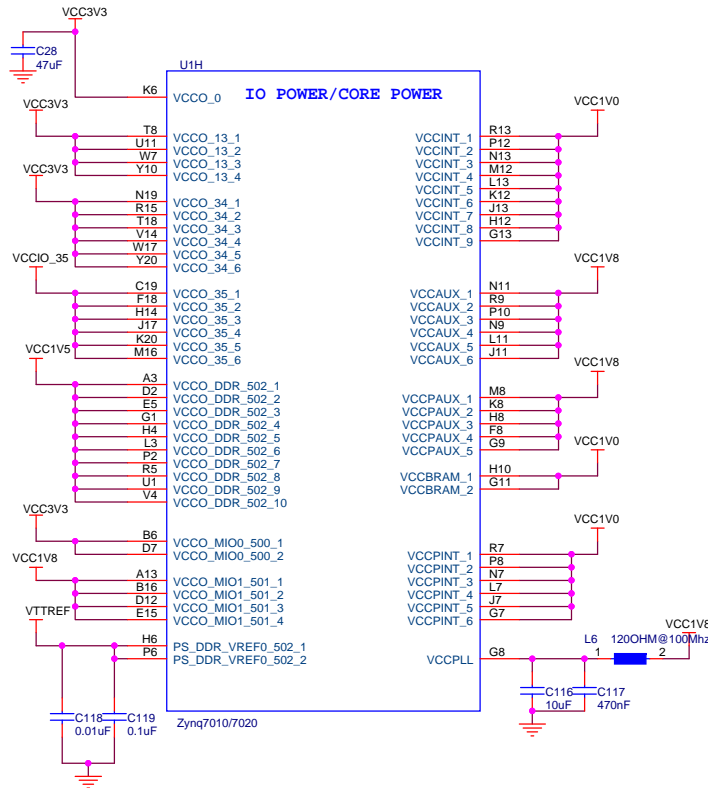 VCC3V3
C28
47uF
U1H
IO POWER/CORE POWER
K6 VCCO_0
VCC3V3
T8 VCCO_13_1
U11 VCCO_13_2
W7 VCCO_13_3
Y10 VCCO_13_4
VCC3V3
N19 VCCO_34_1
R15 VCCO_34_2
T18 VCCO_34_3
V14 VCCO_34_4
W17 VCCO_34_5
Y20 VCCO_34_6
VCCIO_35
C19 VCCO_35_1
F18 VCCO_35_2
H14 VCCO_35_3
J17 VCCO_35_4
K20 VCCO_35_5
M16 VCCO_35_6
VCC1V5
A3 VCCO_DDR_502_1
D2 VCCO_DDR_502_2
E5 VCCO_DDR_502_3
G1 VCCO_DDR_502_4
H4 VCCO_DDR_502_5
L3 VCCO_DDR_502_6
P2 VCCO_DDR_502_7
R5 VCCO_DDR_502_8
U1 VCCO_DDR_502_9
V4 VCCO_DDR_502_10
VCC3V3
B6 VCCO_MIO0_500_1
D7 VCCO_MIO0_500_2
VCC1V8
A13 VCCO_MIO1_501_1
B16 VCCO_MIO1_501_2
D12 VCCO_MIO1_501_3
E15 VCCO_MIO1_501_4
VTTREF
H6 PS_DDR_VREF0_502_1
P6 PS_DDR_VREF0_502_2
C118
0.01uF
C119
0.1uF
Zynq7010/7020
VCC1V0
VCCINT_1 R13
VCCINT_2 P12
VCCINT_3 N13
VCCINT_4 M12
VCCINT_5 L13
VCCINT_6 K12
VCCINT_7 J13
VCCINT_8 H12
VCCINT_9 G13
VCC1V8
VCCAUX_1 N11
VCCAUX_2 R9
VCCAUX_3 P10
VCCAUX_4 N9
VCCAUX_5 L11
VCCAUX_6 J11
VCC1V8
VCCPAUX_1 M8
VCCPAUX_2 K8
VCCPAUX_3 H8
VCCPAUX_4 F8
VCCPAUX_5 G9
VCC1V0
VCCBRAM_1 H10
VCCBRAM_2 G11
VCC1V0
VCCPINT_1 R7
VCCPINT_2 P8
VCCPINT_3 N7
VCCPINT_4 L7
VCCPINT_5 J7
VCCPINT_6 G7
VCC1V8
L6 120OHM@100Mhz
VCCPLL G8 1 2
C116
10uF
C117
470nF